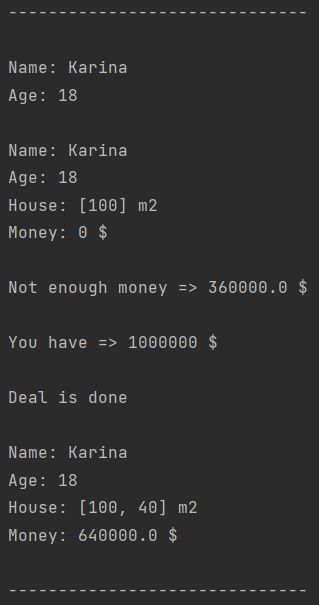 ------------------------------
Name: Karina
Age: 18
Name: Karina
Age: 18
House: [100] m2
Money: 0 $
Not enough money => 360000.0 $
You have => 1000000 $
Deal is done
Name: Karina
Age: 18
House: [100, 40] m2
Money: 640000.0 $
------------------------------